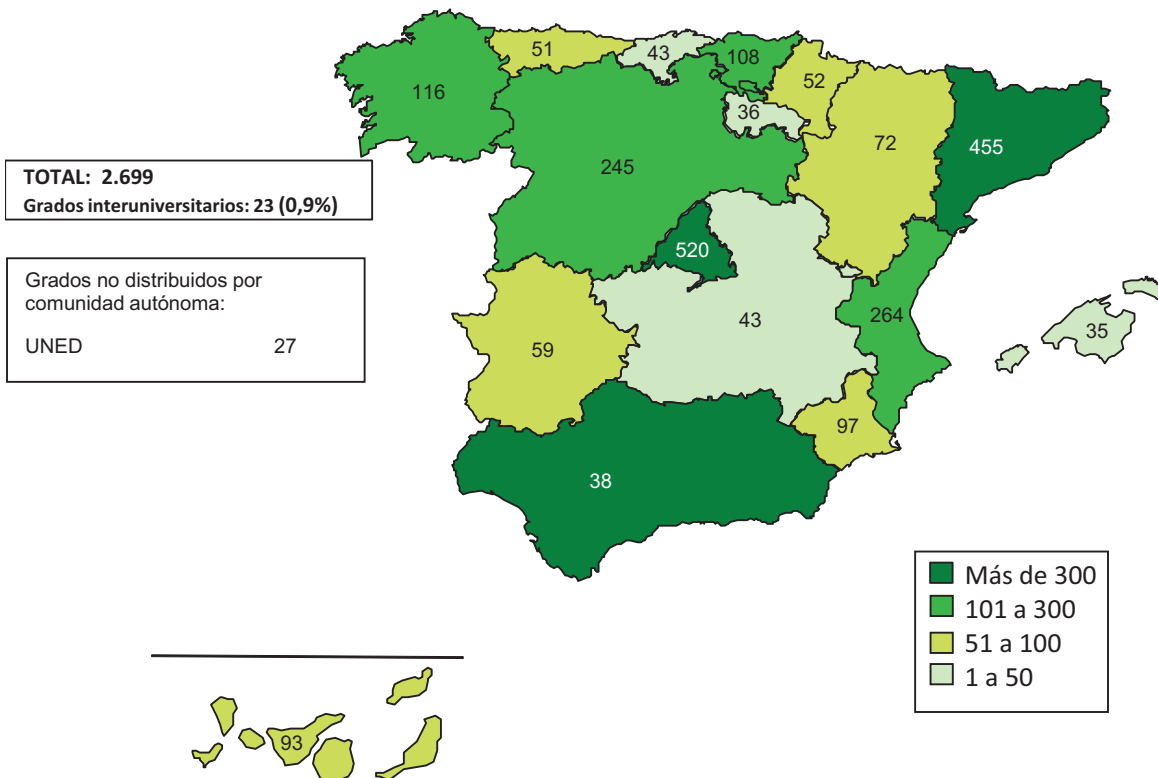 51
43
108
52
116
36
72
455
245
TOTAL: 2.699
Grados interuniversitarios: 23 (0,9%)
520
Grados no distribuidos por
comunidad autónoma:
UNED 27
43
264
35
59
97
38
Más de 300
101 a 300
51 a 100
1 a 50
93